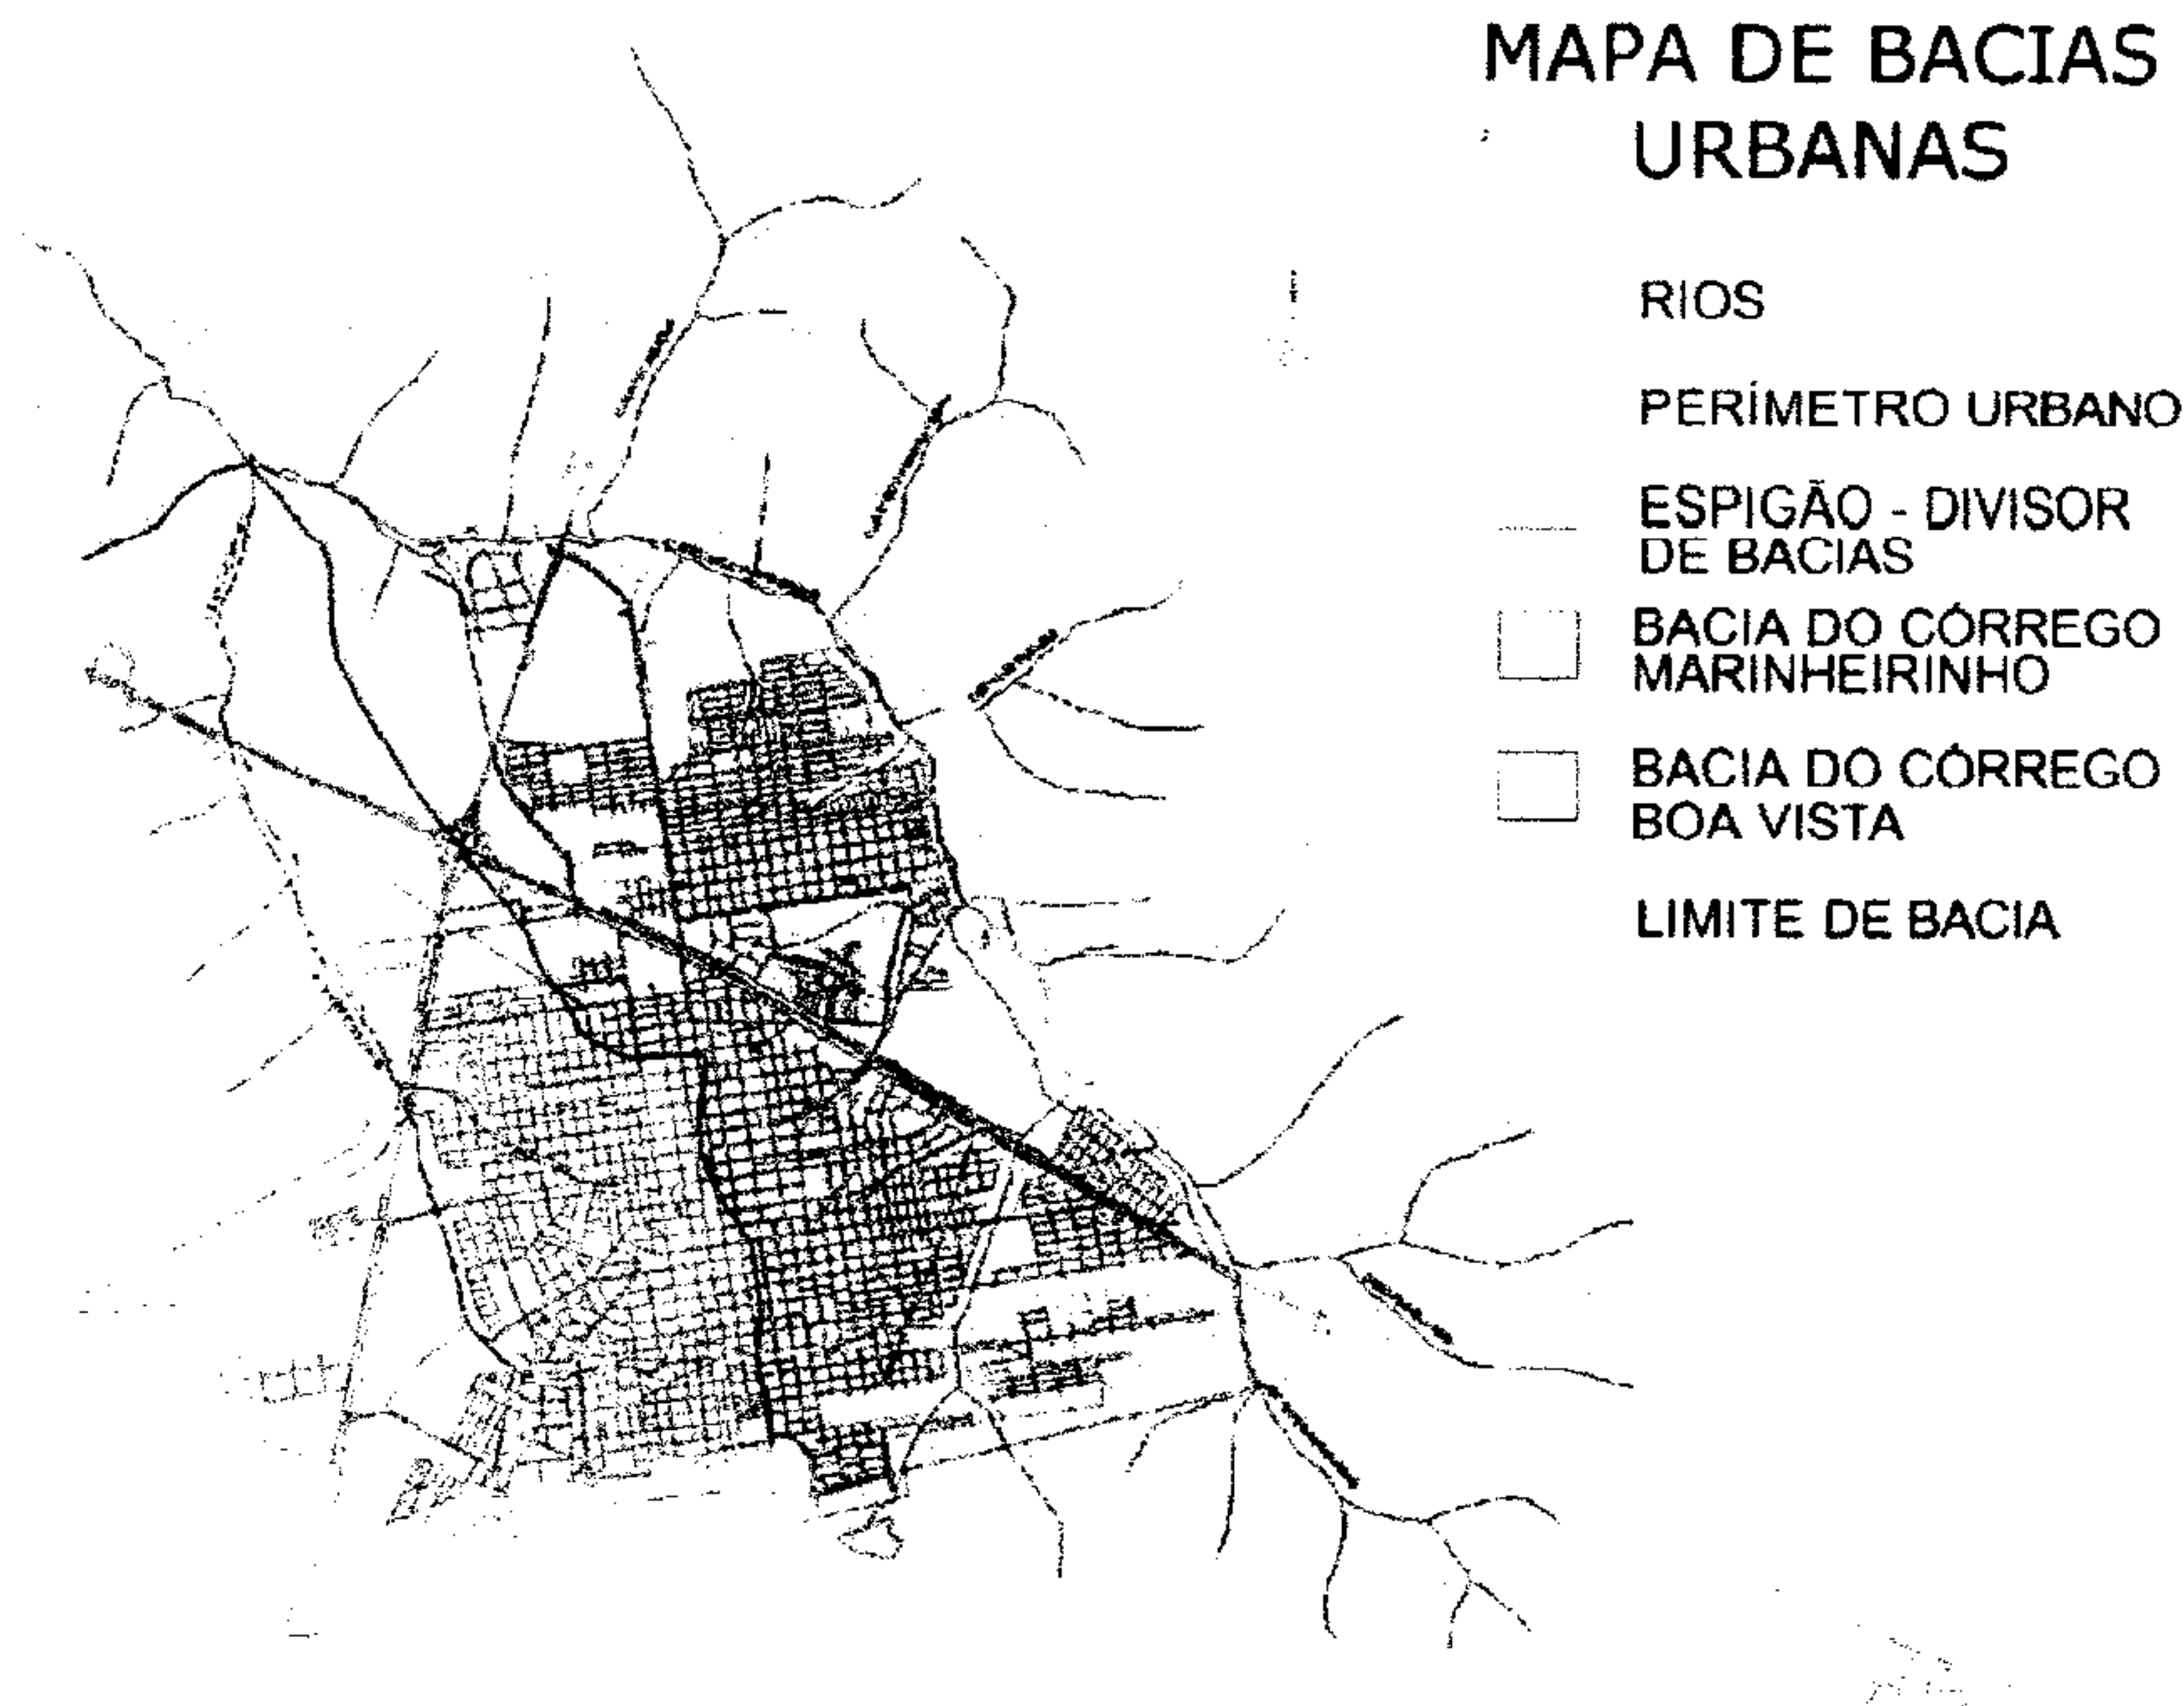 MAPA DE BACIAS
URBANAS
RIOS
PERÍMETRO URBANO
ESPIGÃO - DIVISOR
DE BACIAS
BACIA DO CÓRREGO
MARINHEIRINHO
BACIA DO CÓRREGO
BOA VISTA
LIMITE DE BACIA